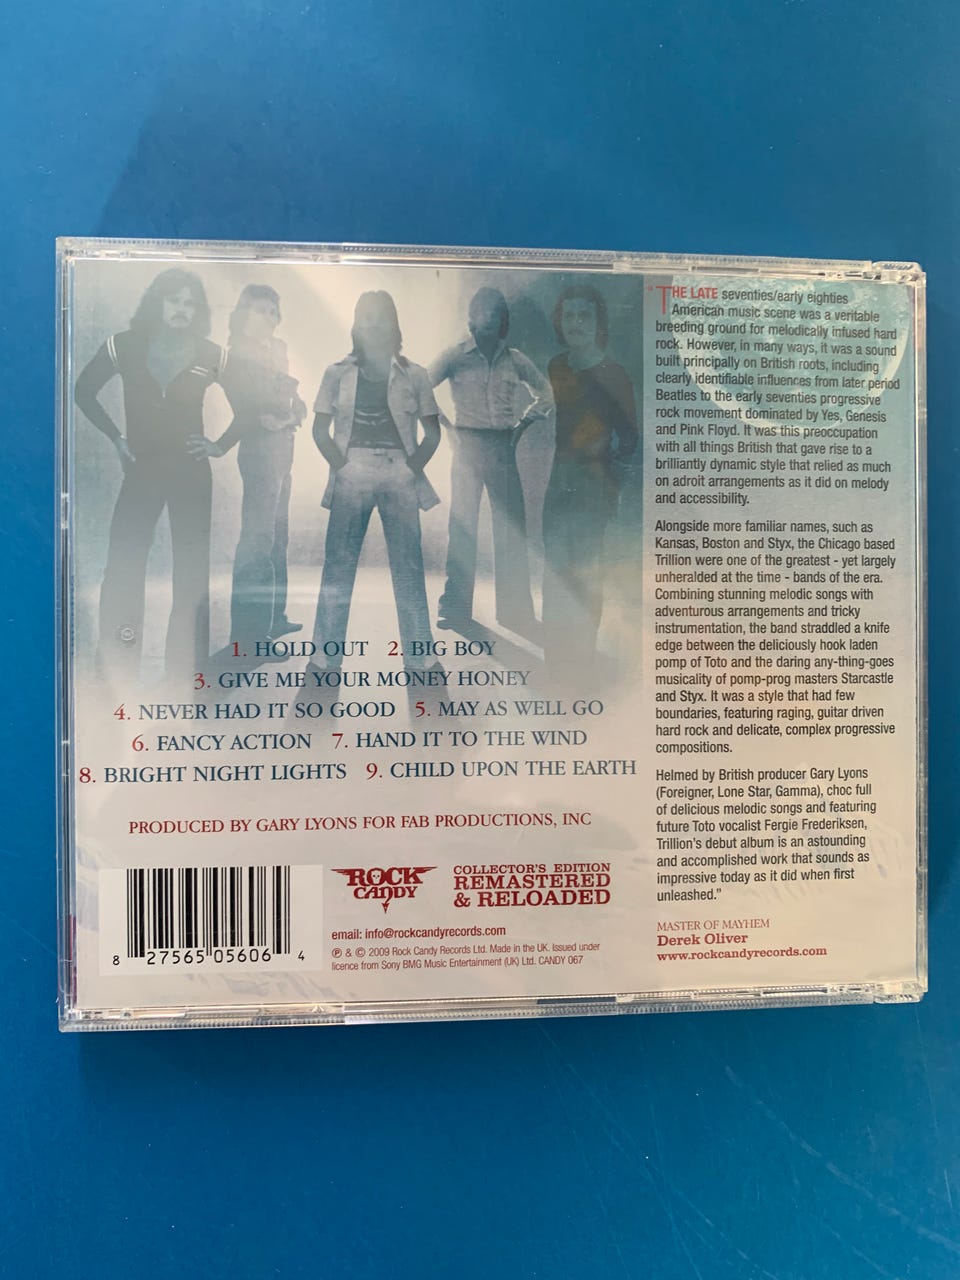 1. HOLD OUT 2. BIG BOY
3. GIVE ME YOUR MONEY HONEY
4. NEVER HAD IT SO GOOD 5. MAY AS WELL GO
6. FANCY ACTION 7. HAND IT TO THE WIND
8. BRIGHT NIGHT LIGHTS 9. CHILD UPON THE EARTH
PRODUCED BY GARY LYONS FOR FAB PRODUCTIONS, INC
8 27565 05606 4
ROCK
CANDY
COLLECTOR'S EDITION
REMASTERED
& RELOADED
email: info@rockcandyrecords.com
℗ & © 2009 Rock Candy Records Ltd. Made in the UK. Issued under
licence from Sony BMG Music Entertainment (UK) Ltd. CANDY 067
"THE LATE seventies/early eighties
American music scene was a veritable
breeding ground for melodically infused hard
rock. However, in many ways, it was a sound
built principally on British roots, including
clearly identifiable influences from later period
Beatles to the early seventies progressive
rock movement dominated by Yes, Genesis
and Pink Floyd. It was this preoccupation
with all things British that gave rise to a
brilliantly dynamic style that relied as much
on adroit arrangements as it did on melody
and accessibility.
Alongside more familiar names, such as
Kansas, Boston and Styx, the Chicago based
Trillion were one of the greatest - yet largely
unheralded at the time - bands of the era.
Combining stunning melodic songs with
adventurous arrangements and tricky
instrumentation, the band straddled a knife
edge between the deliciously hook laden
pomp of Toto and the daring any-thing-goes
musicality of pomp-prog masters Starcastle
and Styx. It was a style that had few
boundaries, featuring raging, guitar driven
hard rock and delicate, complex progressive
compositions.
Helmed by British producer Gary Lyons
(Foreigner, Lone Star, Gamma), choc full
of delicious melodic songs and featuring
future Toto vocalist Fergie Frederiksen,
Trillion's debut album is an astounding
and accomplished work that sounds as
impressive today as it did when first
unleashed."
MASTER OF MAYHEM
Derek Oliver
www.rockcandyrecords.com